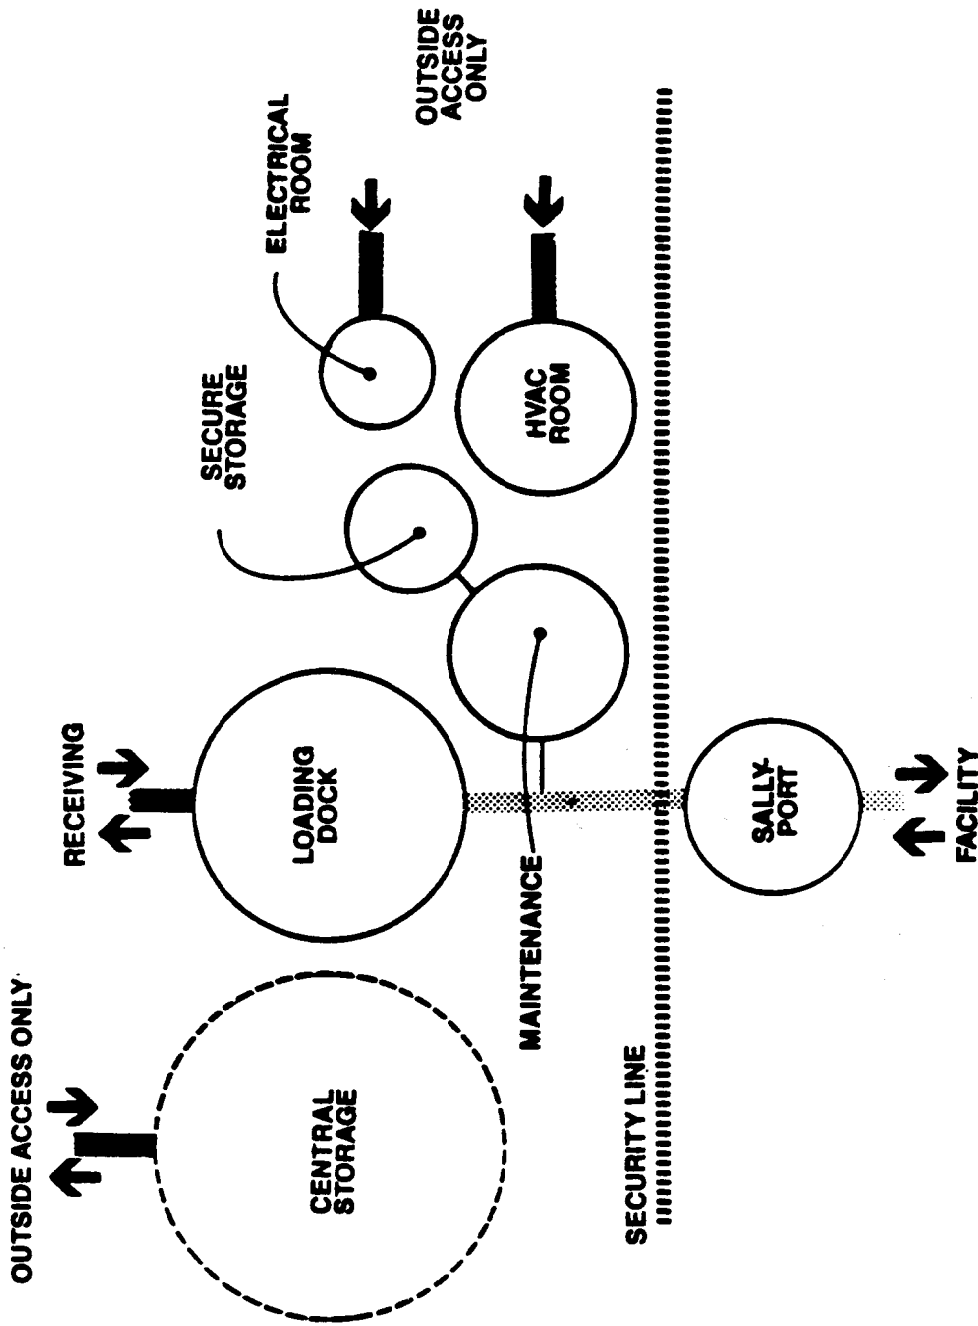 OUTSIDE ACCESS ONLY
CENTRAL
STORAGE
RECEIVING
LOADING
DOCK
SECURE
STORAGE
ELECTRICAL
ROOM
OUTSIDE
ACCESS
ONLY
HVAC
ROOM
MAINTENANCE
SECURITY LINE
SALLY-
PORT
FACILITY